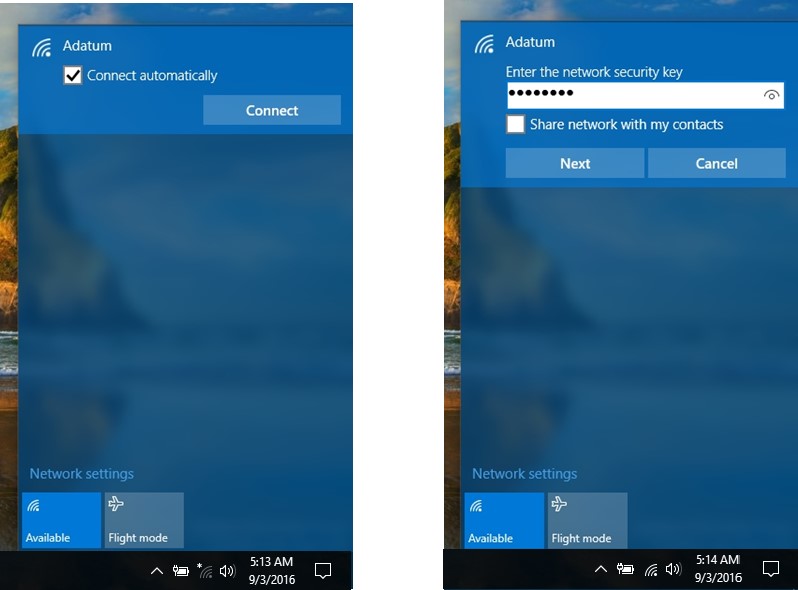 Adatum
Connect automatically
Connect
Network settings
Available
Flight mode
5:13 AM
9/3/2016
Adatum
Enter the network security key
••••••••
Share network with my contacts
Next
Cancel
Network settings
Available
Flight mode
5:14 AM
9/3/2016